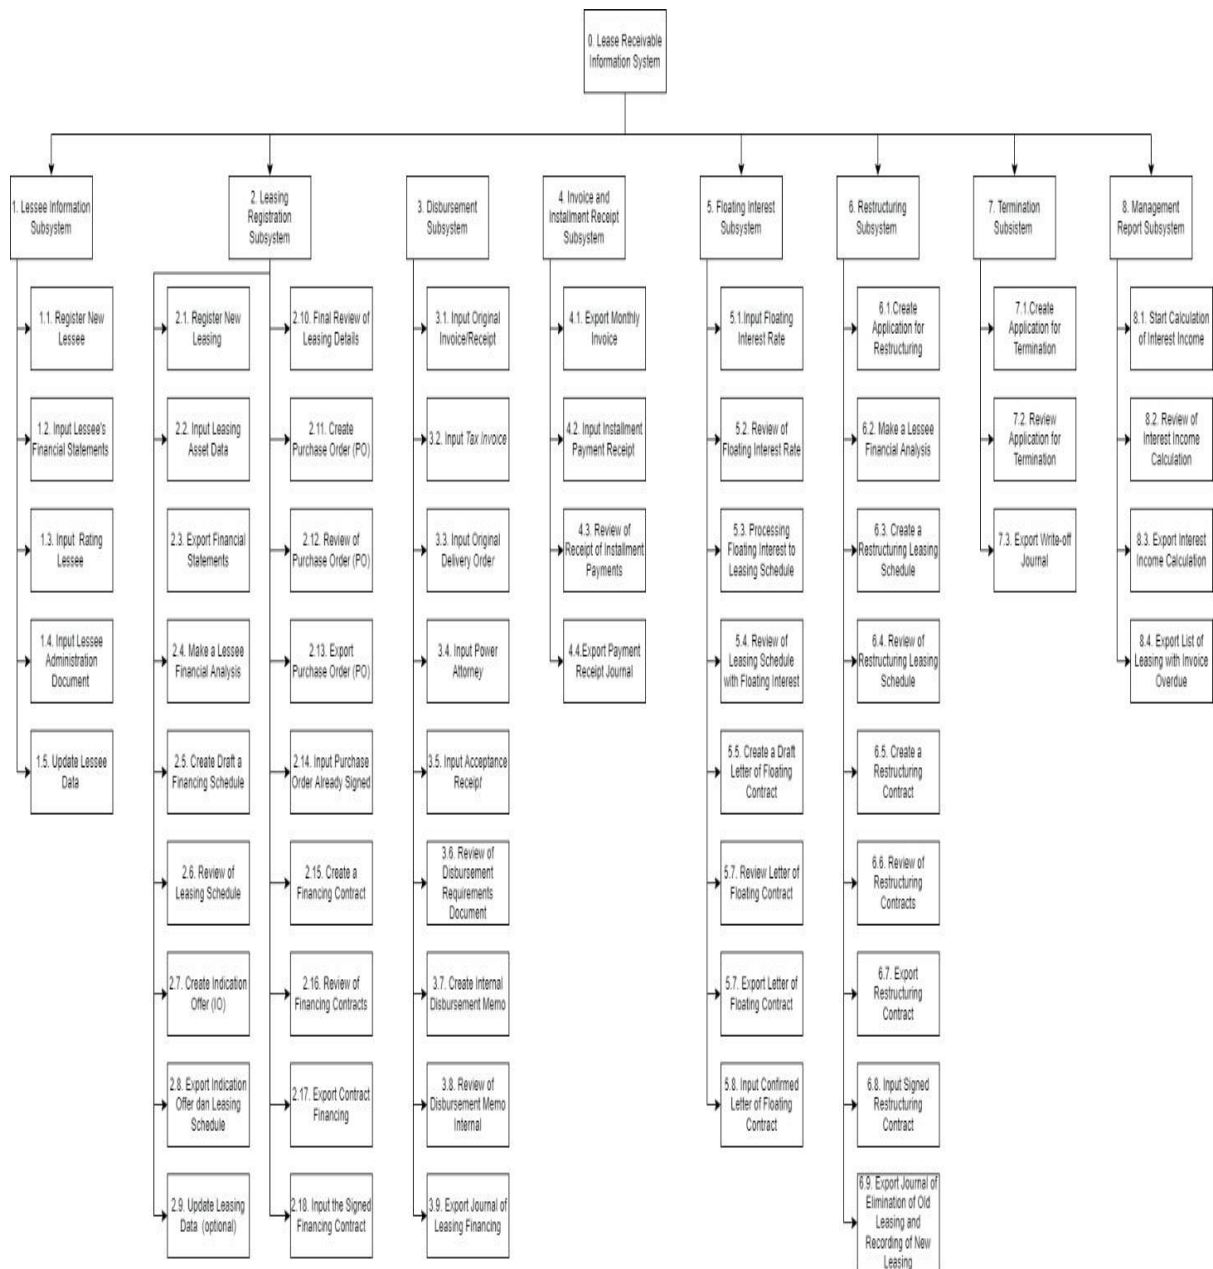 0. Lease Receivable
Information System
1. Lessee Information
Subsystem
2. Leasing
Registration
Subsystem
3. Disbursement
Subsystem
4. Invoice and
Installment Receipt
Subsystem
5. Floating Interest
Subsystem
6. Restructuring
Subsystem
7. Termination
Subsistem
8. Management
Report Subsystem
1.1. Register New
Lessee
1.2. Input Lessee's
Financial Statements
1.3. Input Rating
Lessee
1.4. Input Lessee
Administration
Document
1.5. Update Lessee
Data
2.1. Register New
Leasing
2.2. Input Leasing
Asset Data
2.3. Export Financial
Statements
2.4. Make a Lessee
Financial Analysis
2.5. Create Draft a
Financing Schedule
2.6. Review of
Leasing Schedule
2.7. Create Indication
Offer (IO)
2.8. Export Indication
Offer dan Leasing
Schedule
2.9. Update Leasing
Data (optional)
2.10. Final Review of
Leasing Details
2.11. Create
Purchase Order (PO)
2.12. Review of
Purchase Order (PO)
2.13. Export
Purchase Order (PO)
2.14. Input Purchase
Order Already Signed
2.15. Create a
Financing Contract
2.16. Review of
Financing Contracts
2.17. Export Contract
Financing
2.18. Input the Signed
Financing Contract
3.1. Input Original
Invoice/Receipt
3.2. Input Tax Invoice
3.3. Input Original
Delivery Order
3.4. Input Power
Attorney
3.5. Input Acceptance
Receipt
3.6. Review of
Disbursement
Requirements
Document
3.7. Create Internal
Disbursement Memo
3.8. Review of
Disbursement Memo
Internal
3.9. Export Journal of
Leasing Financing
4.1. Export Monthly
Invoice
4.2. Input Installment
Payment Receipt
4.3. Review of
Receipt of Installment
Payments
4.4.Export Payment
Receipt Journal
5.1.Input Floating
Interest Rate
5.2. Review of
Floating Interest Rate
5.3. Processing
Floating Interest to
Leasing Schedule
5.4. Review of
Leasing Schedule
with Floating Interest
5.5. Create a Draft
Letter of Floating
Contract
5.7. Review Letter of
Floating Contract
5.7. Export Letter of
Floating Contract
5.8. Input Confirmed
Letter of Floating
Contract
6.1.Create
Application for
Restructuring
6.2. Make a Lessee
Financial Analysis
6.3. Create a
Restructuring Leasing
Schedule
6.4. Review of
Restructuring Leasing
Schedule
6.5. Create a
Restructuring
Contract
6.6. Review of
Restructuring
Contracts
6.7. Export
Restructuring
Contract
6.8. Input Signed
Restructuring
Contract
6.9. Export Journal of
Elimination of Old
Leasing and
Recording of New
Leasing
7.1.Create
Application for
Termination
7.2. Review
Application for
Termination
7.3. Export Write-off
Journal
8.1. Start Calculation
of Interest Income
8.2. Review of
Interest Income
Calculation
8.3. Export Interest
Income Calculation
8.4. Export List of
Leasing with Invoice
Overdue